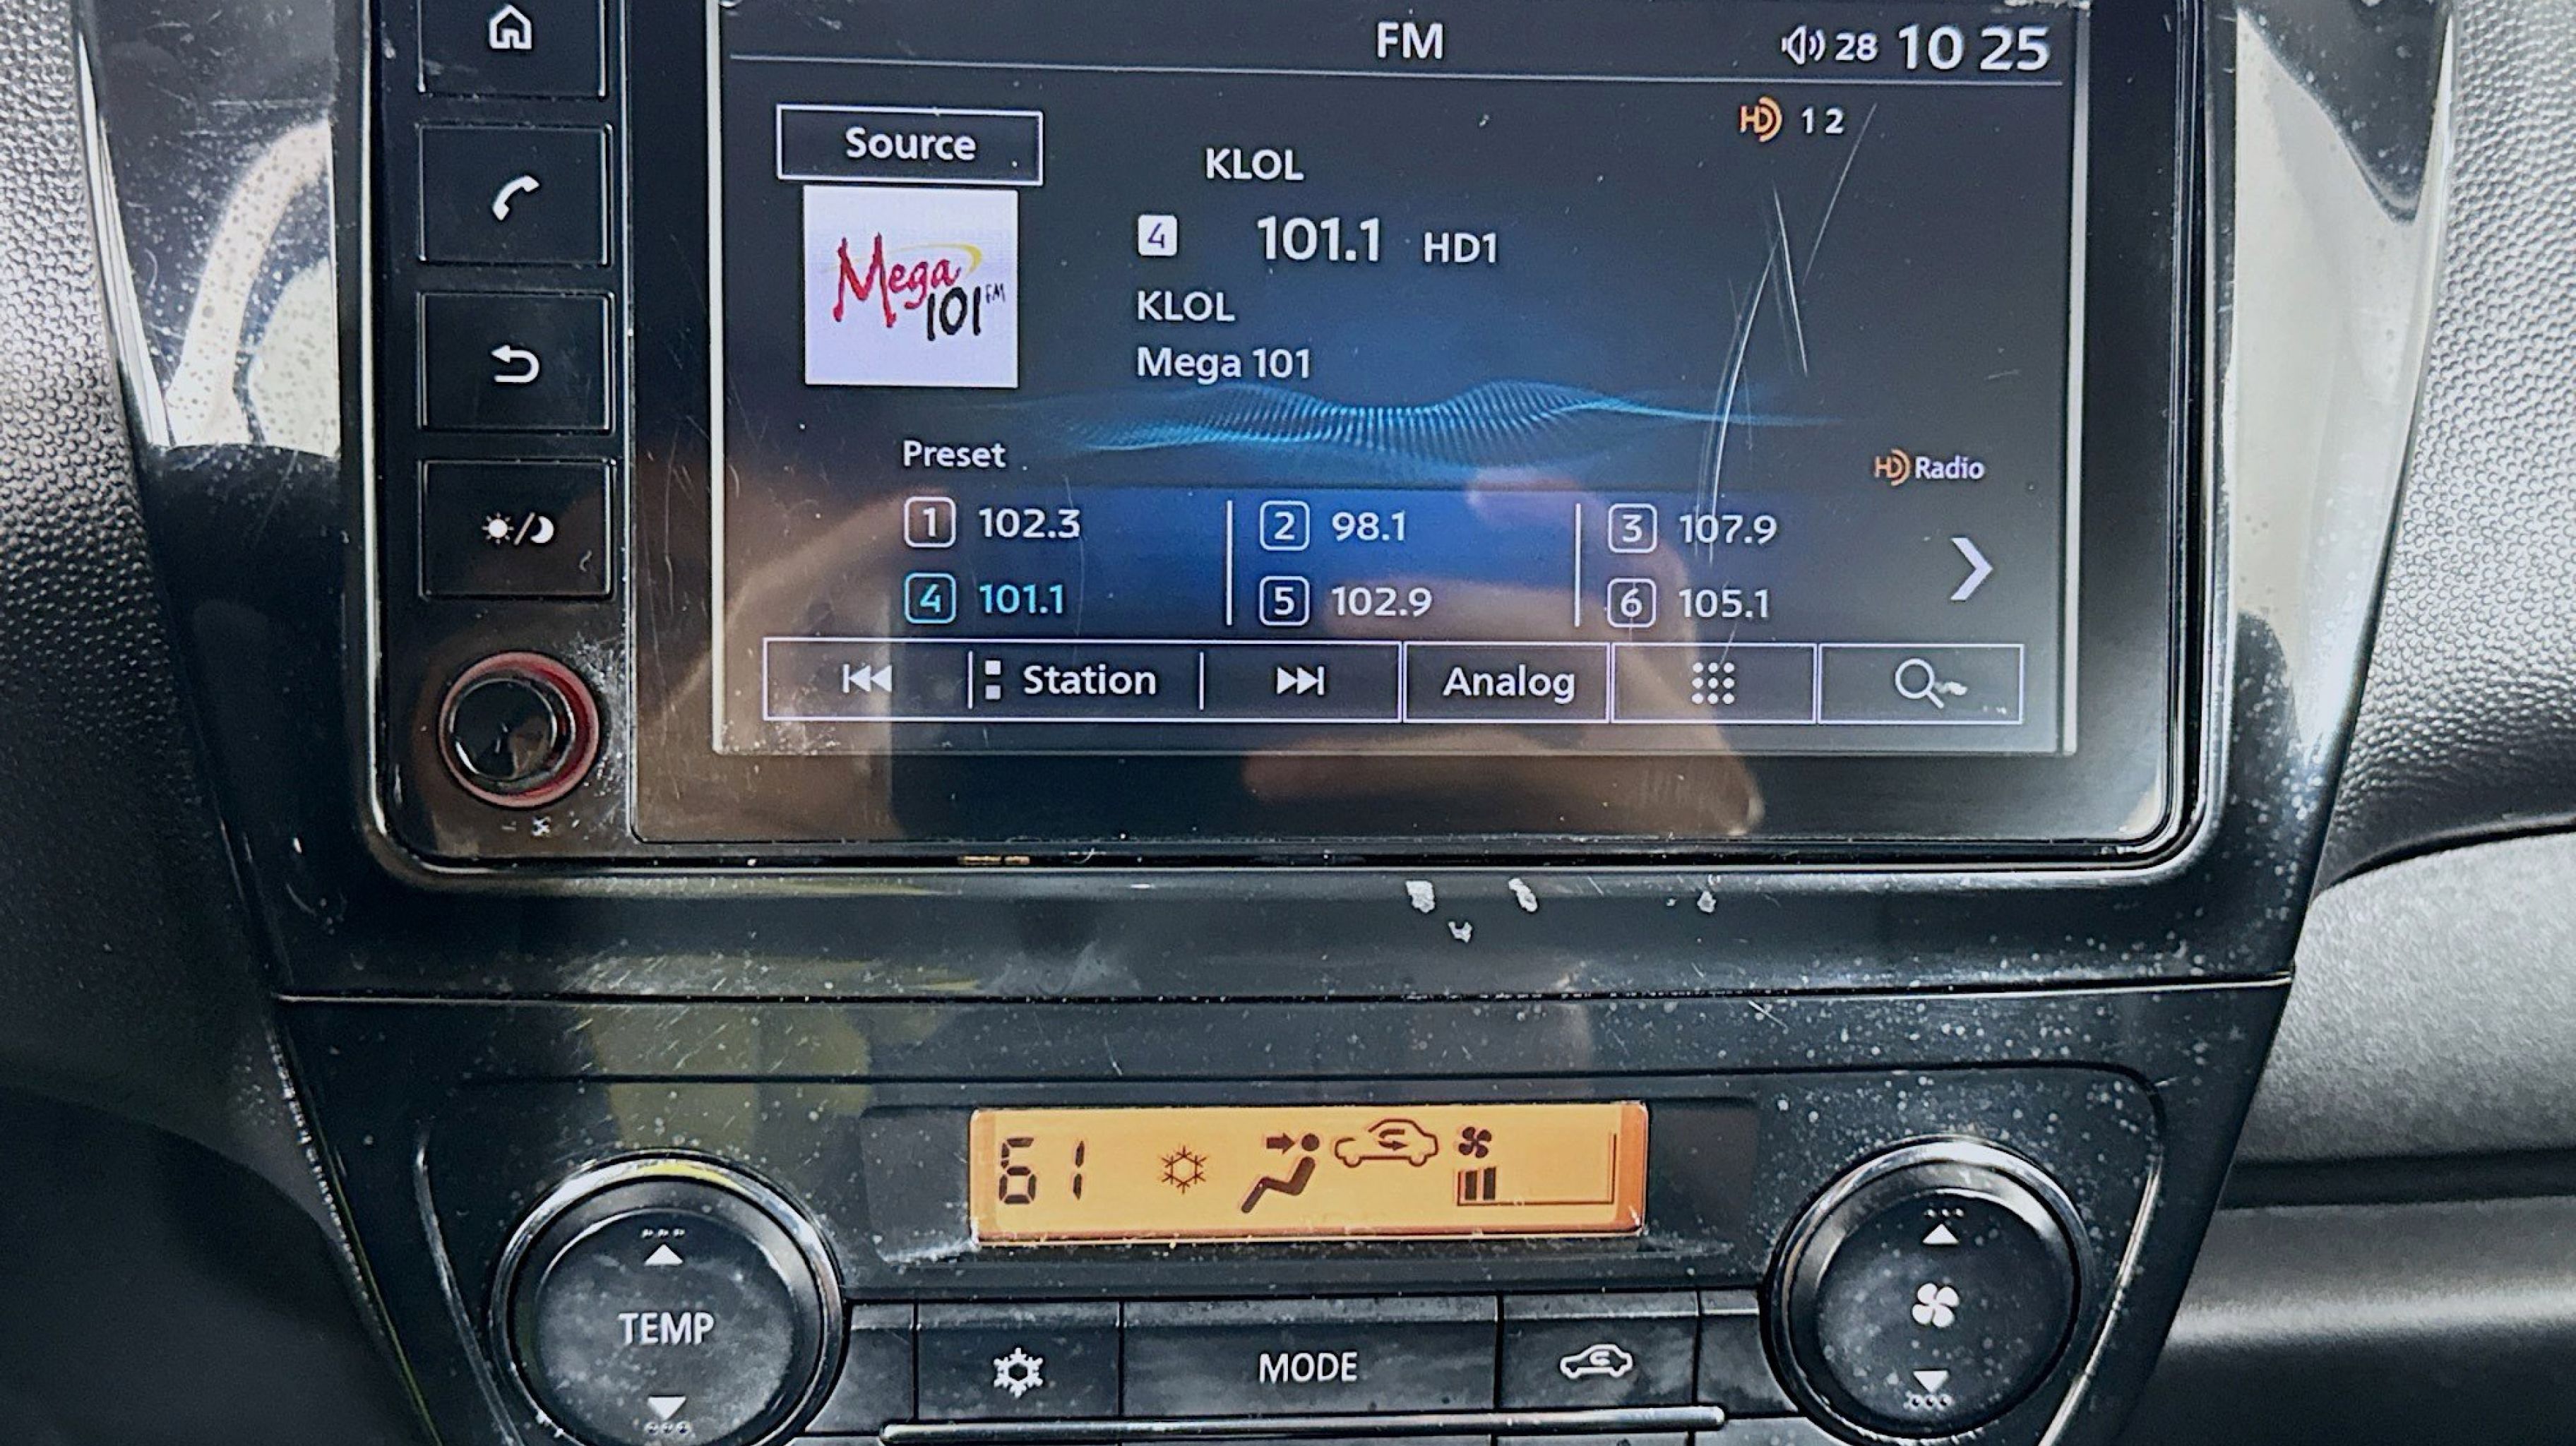 FM
28 10 25
HD 1 2
Source
KLOL
4 101.1 HD1
Mega 101 FM
KLOL
Mega 101
Preset
HD Radio
1 102.3 2 98.1 3 107.9
4 101.1 5 102.9 6 105.1
Station Analog
61
TEMP
MODE